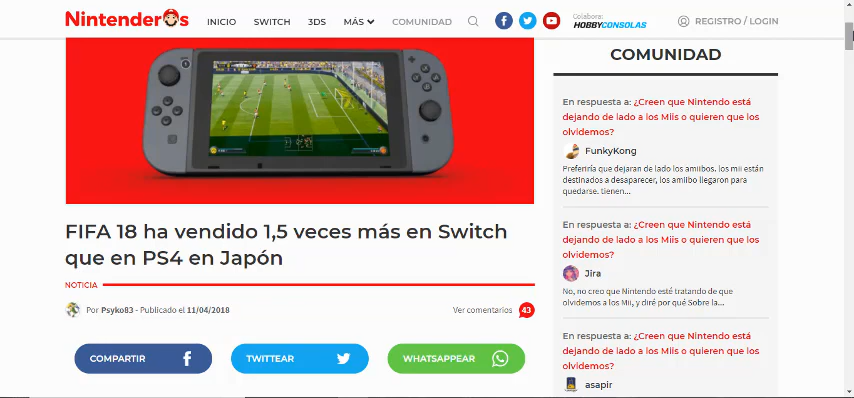 Nintenderos
INICIO
SWITCH
3DS
MÁS
COMUNIDAD
Colabora:
HOBBYCONSOLAS
REGISTRO / LOGIN
FIFA 18 ha vendido 1,5 veces más en Switch
que en PS4 en Japón
NOTICIA
Por Psyko83 - Publicado el 11/04/2018
Ver comentarios
43
COMPARTIR
TWITTEAR
WHATSAPPEAR
COMUNIDAD
En respuesta a: ¿Creen que Nintendo está
dejando de lado a los Miis o quieren que los
olvidemos?
FunkyKong
Preferiría que dejaran de lado los amiibos, los mii están
destinados a desaparecer, los amiibo llegaron para
quedarse, tienen...
En respuesta a: ¿Creen que Nintendo está
dejando de lado a los Miis o quieren que los
olvidemos?
Jira
No, no creo que Nintendo esté tratando de que
olvidemos a los Mii, y diré por qué Sobre la...
En respuesta a: ¿Creen que Nintendo está
dejando de lado a los Miis o quieren que los
olvidemos?
asapir